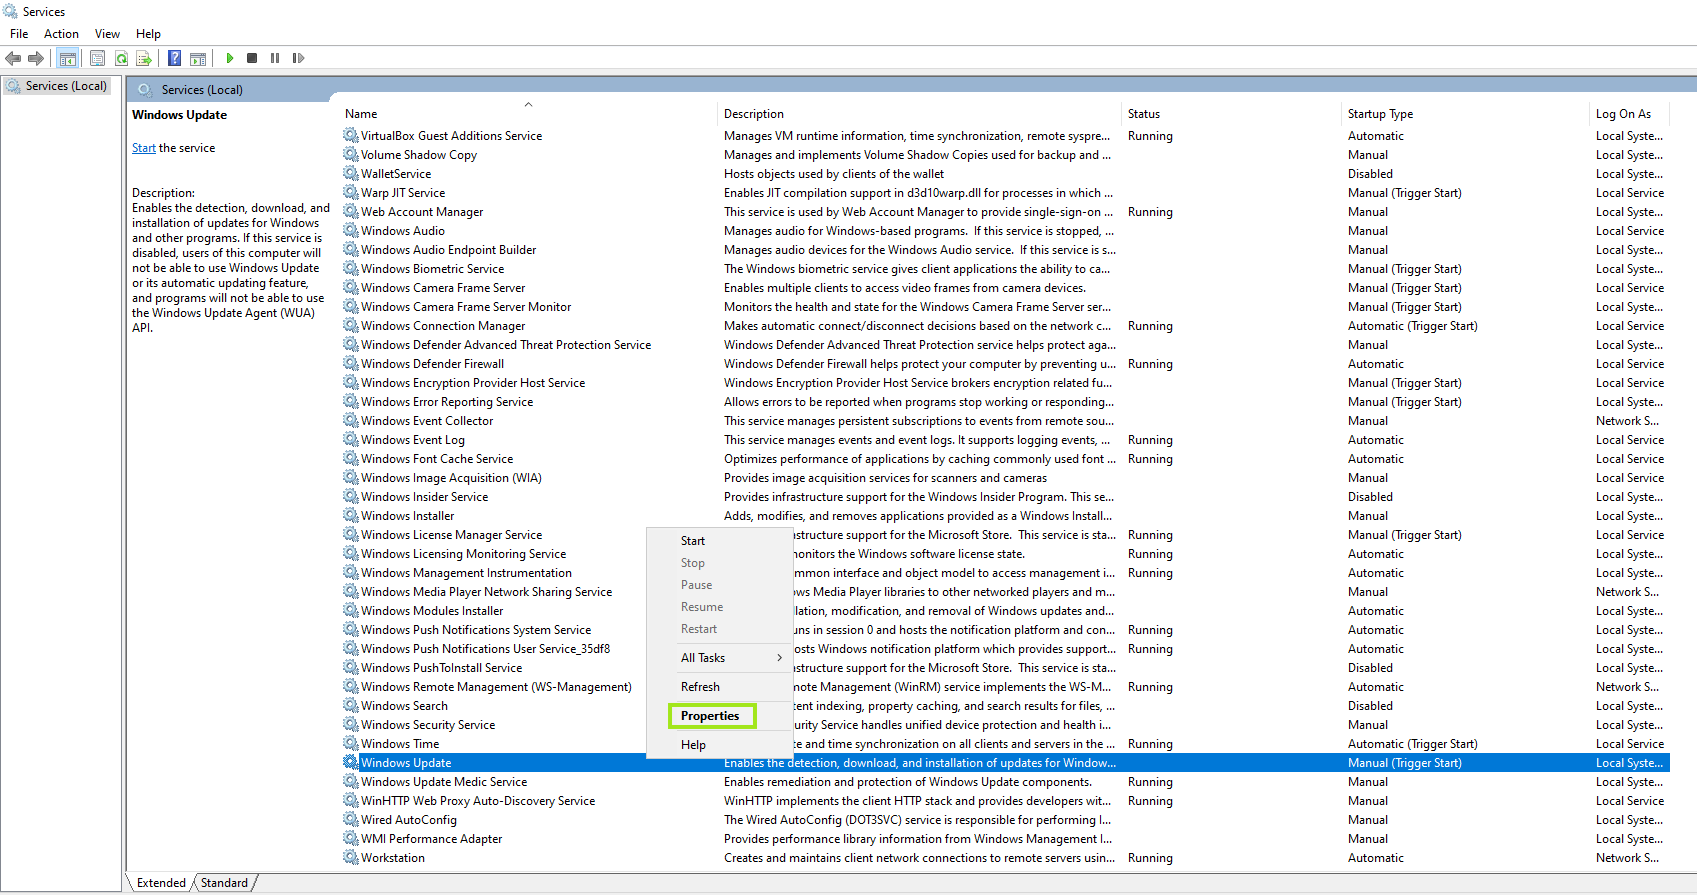 Services
File Action View Help
Services (Local)
Services (Local)
Windows Update
Start the service
Description:
Enables the detection, download, and
installation of updates for Windows
and other programs. If this service is
disabled, users of this computer will
not be able to use Windows Update
or its automatic updating feature,
and programs will not be able to use
the Windows Update Agent (WUA)
API.
Name Description Status Startup Type Log On As
VirtualBox Guest Additions Service Manages VM runtime information, time synchronization, remote syspre... Running Automatic Local Syste...
Volume Shadow Copy Manages and implements Volume Shadow Copies used for backup and ... Manual Local Syste...
WalletService Hosts objects used by clients of the wallet Disabled Local Syste...
Warp JIT Service Enables JIT compilation support in d3d10warp.dll for processes in which ... Manual (Trigger Start) Local Service
Web Account Manager This service is used by Web Account Manager to provide single-sign-on ... Running Manual Local Syste...
Windows Audio Manages audio for Windows-based programs.  If this service is stopped, ... Manual Local Service
Windows Audio Endpoint Builder Manages audio devices for the Windows Audio service.  If this service is s... Manual Local Syste...
Windows Biometric Service The Windows biometric service gives client applications the ability to ca... Manual (Trigger Start) Local Syste...
Windows Camera Frame Server Enables multiple clients to access video frames from camera devices. Manual (Trigger Start) Local Service
Windows Camera Frame Server Monitor Monitors the health and state for the Windows Camera Frame Server ser... Manual (Trigger Start) Local Syste...
Windows Connection Manager Makes automatic connect/disconnect decisions based on the network c... Running Automatic (Trigger Start) Local Service
Windows Defender Advanced Threat Protection Service Windows Defender Advanced Threat Protection service helps protect aga... Manual Local Syste...
Windows Defender Firewall Windows Defender Firewall helps protect your computer by preventing u... Running Automatic Local Service
Windows Encryption Provider Host Service Windows Encryption Provider Host Service brokers encryption related fu... Manual (Trigger Start) Local Service
Windows Error Reporting Service Allows errors to be reported when programs stop working or responding... Manual (Trigger Start) Local Syste...
Windows Event Collector This service manages persistent subscriptions to events from remote sou... Manual Network S...
Windows Event Log This service manages events and event logs. It supports logging events, ... Running Automatic Local Service
Windows Font Cache Service Optimizes performance of applications by caching commonly used font ... Running Automatic Local Service
Windows Image Acquisition (WIA) Provides image acquisition services for scanners and cameras Manual Local Service
Windows Insider Service Provides infrastructure support for the Windows Insider Program. This se... Disabled Local Syste...
Windows Installer Adds, modifies, and removes applications provided as a Windows Install... Manual Local Syste...
Windows License Manager Service astructure support for the Microsoft Store.  This service is sta... Running Manual (Trigger Start) Local Service
Windows Licensing Monitoring Service monitors the Windows software license state. Running Automatic Local Syste...
Windows Management Instrumentation mmon interface and object model to access management i... Running Automatic Local Syste...
Windows Media Player Network Sharing Service ows Media Player libraries to other networked players and m... Manual Network S...
Windows Modules Installer llation, modification, and removal of Windows updates and... Automatic Local Syste...
Windows Push Notifications System Service uns in session 0 and hosts the notification platform and con... Running Automatic Local Syste...
Windows Push Notifications User Service_35df8 osts Windows notification platform which provides support... Running Automatic Local Syste...
Windows PushToInstall Service astructure support for the Microsoft Store.  This service is sta... Disabled Local Syste...
Windows Remote Management (WS-Management) mote Management (WinRM) service implements the WS-M... Running Automatic Network S...
Windows Search tent indexing, property caching, and search results for files, ... Disabled Local Syste...
Windows Security Service urity Service handles unified device protection and health i... Manual Local Syste...
Windows Time te and time synchronization on all clients and servers in the ... Running Automatic (Trigger Start) Local Service
Windows Update Enables the detection, download, and installation of updates for Window... Manual (Trigger Start) Local Syste...
Windows Update Medic Service Enables remediation and protection of Windows Update components. Running Manual Local Syste...
WinHTTP Web Proxy Auto-Discovery Service WinHTTP implements the client HTTP stack and provides developers wit... Running Manual Local Service
Wired AutoConfig The Wired AutoConfig (DOT3SVC) service is responsible for performing I... Manual Local Syste...
WMI Performance Adapter Provides performance library information from Windows Management I... Manual Local Syste...
Workstation Creates and maintains client network connections to remote servers usin... Running Automatic Network S...
Start
Stop
Pause
Resume
Restart
All Tasks
Refresh
Properties
Help
Extended Standard